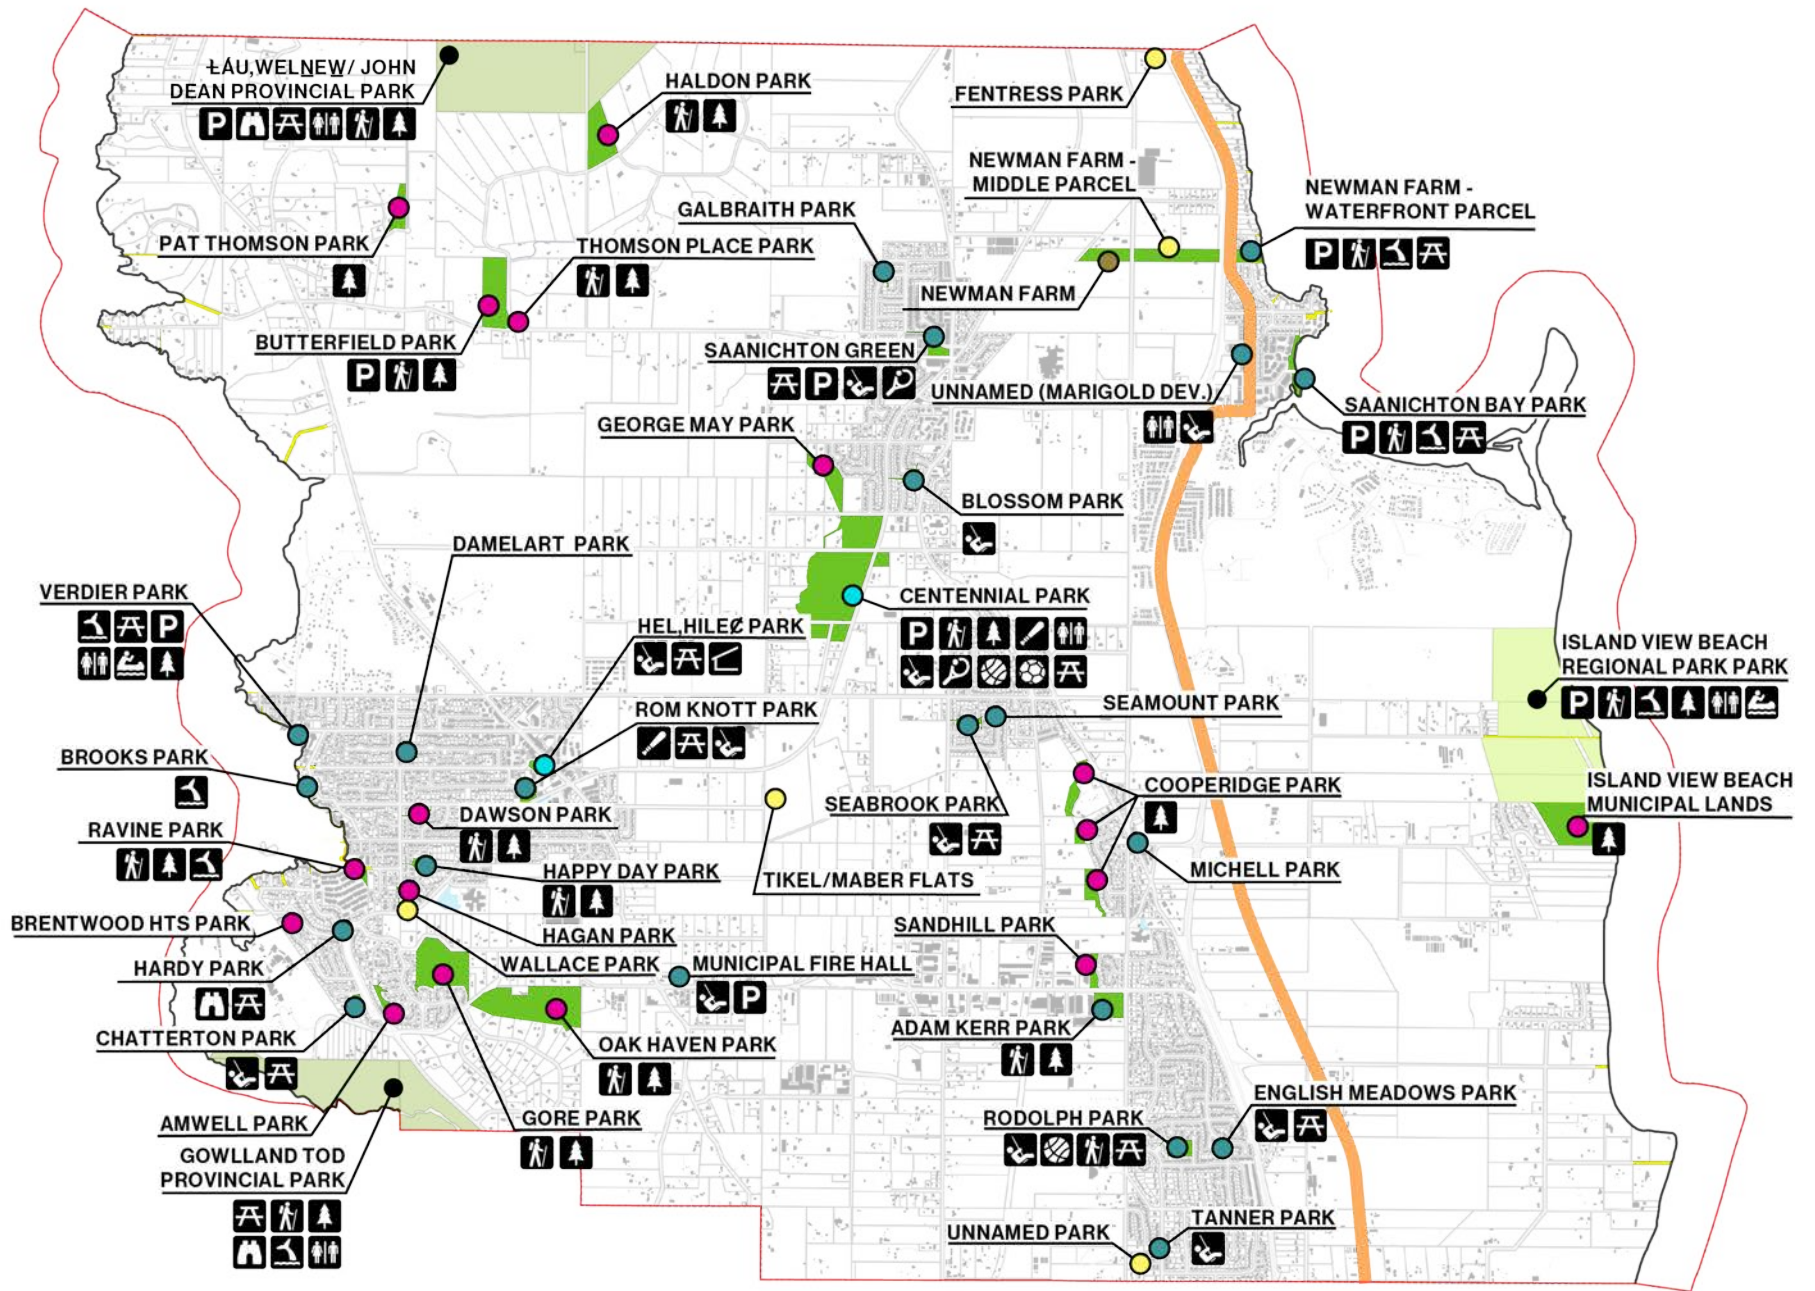 ȽÁU,WELṈEW̱/ JOHN
DEAN PROVINCIAL PARK
P
HALDON PARK
FENTRESS PARK
NEWMAN FARM -
MIDDLE PARCEL
NEWMAN FARM -
WATERFRONT PARCEL
P
GALBRAITH PARK
PAT THOMSON PARK
THOMSON PLACE PARK
NEWMAN FARM
BUTTERFIELD PARK
P
SAANICHTON GREEN
P
UNNAMED (MARIGOLD DEV.)
SAANICHTON BAY PARK
P
GEORGE MAY PARK
BLOSSOM PARK
DAMELART PARK
VERDIER PARK
P
CENTENNIAL PARK
P
HEL,HILEȻ PARK
ISLAND VIEW BEACH
REGIONAL PARK PARK
P
ROM KNOTT PARK
SEAMOUNT PARK
BROOKS PARK
COOPERIDGE PARK
ISLAND VIEW BEACH
MUNICIPAL LANDS
SEABROOK PARK
DAWSON PARK
RAVINE PARK
HAPPY DAY PARK
TIKEL/MABER FLATS
MICHELL PARK
BRENTWOOD HTS PARK
HAGAN PARK
SANDHILL PARK
HARDY PARK
WALLACE PARK
MUNICIPAL FIRE HALL
P
CHATTERTON PARK
OAK HAVEN PARK
ADAM KERR PARK
AMWELL PARK
GORE PARK
RODOLPH PARK
ENGLISH MEADOWS PARK
GOWLLAND TOD
PROVINCIAL PARK
UNNAMED PARK
TANNER PARK